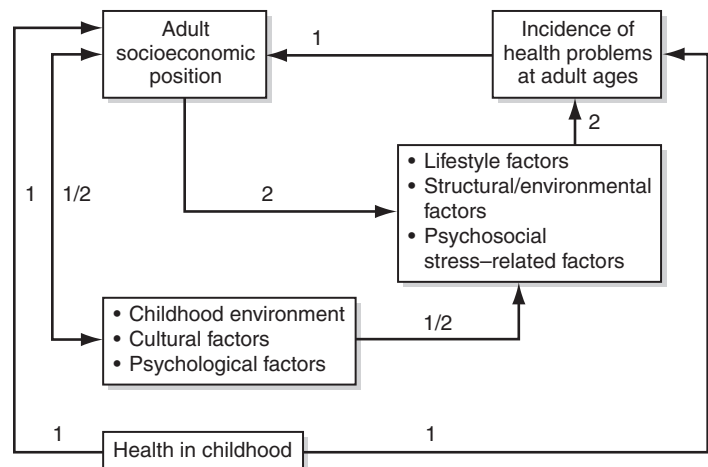 Adult
socioeconomic
position
1
Incidence of
health problems
at adult ages
2
• Lifestyle factors
• Structural/environmental
factors
• Psychosocial
stress–related factors
1
1/2
2
• Childhood environment
• Cultural factors
• Psychological factors
1/2
1
Health in childhood
1